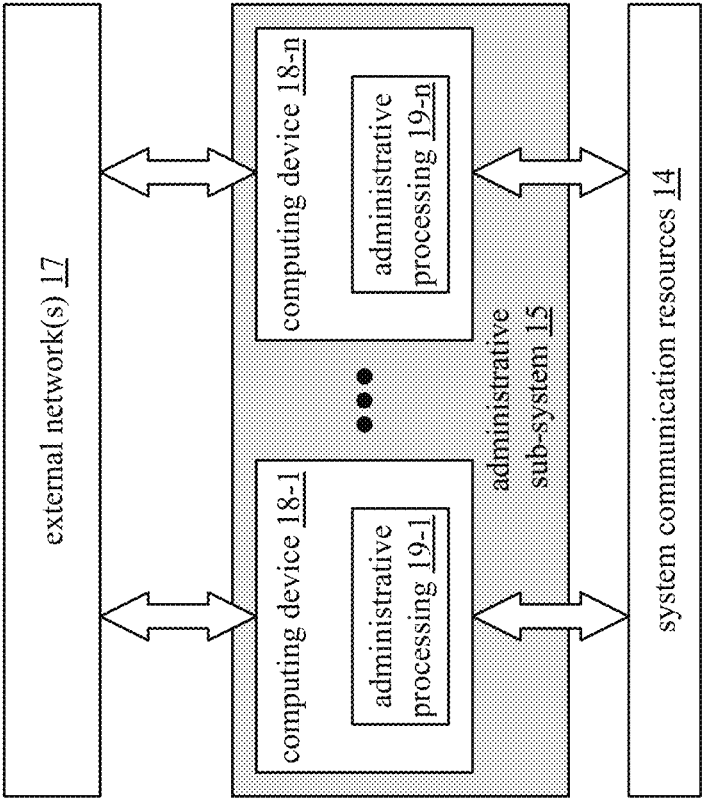 external network(s) 17
computing device 18-1
administrative
processing 19-1
computing device 18-n
administrative
processing 19-n
administrative
sub-system 15
system communication resources 14